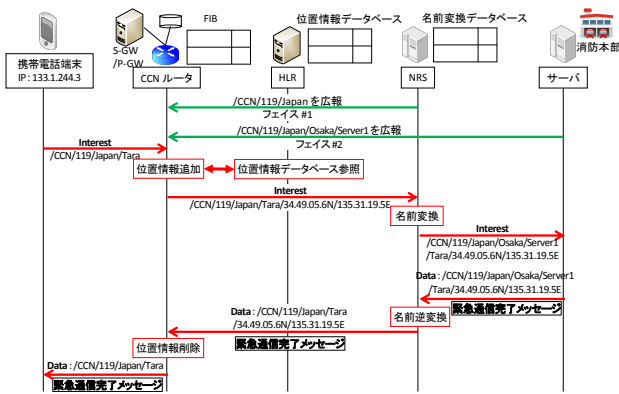 FIB
位置情報データベース
名前変換データベース
S-GW
/P-GW
消防本部
携帯電話端末
IP : 133.1.244.3
CCN ルータ
HLR
NRS
サーバ
/CCN/119/Japan を広報
フェイス #1
/CCN/119/Japan/Osaka/Server1を広報
フェイス #2
Interest
/CCN/119/Japan/Tara
位置情報追加
位置情報データベース参照
Interest
/CCN/119/Japan/Tara/34.49.05.6N/135.31.19.5E
名前変換
Interest
/CCN/119/Japan/Osaka/Server1
/Tara/34.49.05.6N/135.31.19.5E
Data : /CCN/119/Japan/Osaka/Server1
/Tara/34.49.05.6N/135.31.19.5E
緊急通信完了メッセージ
Data : /CCN/119/Japan/Tara
/34.49.05.6N/135.31.19.5E
名前逆変換
緊急通信完了メッセージ
位置情報削除
Data : /CCN/119/Japan/Tara
緊急通信完了メッセージ